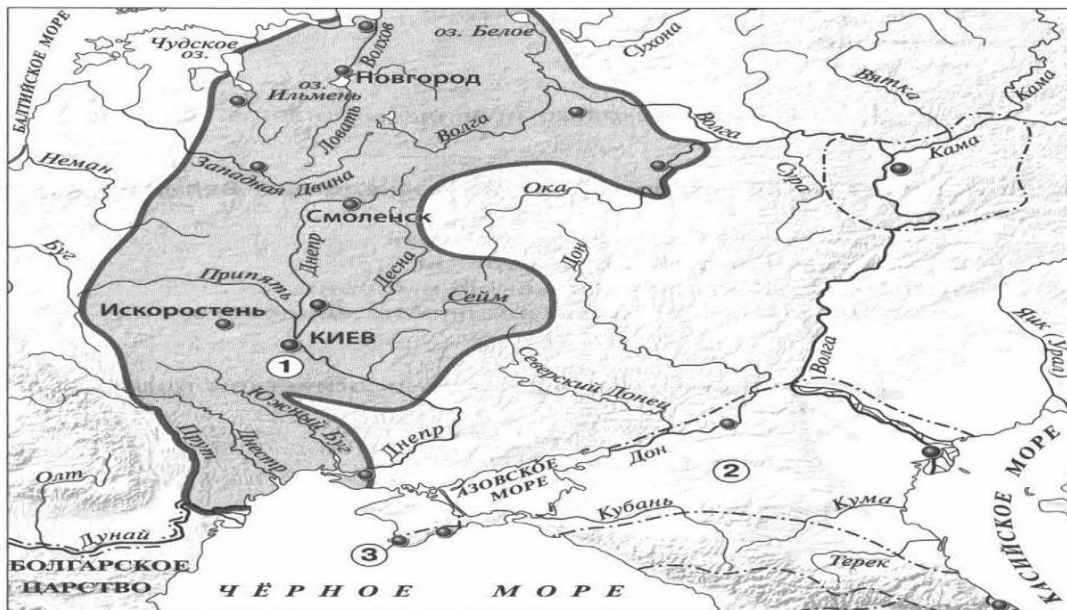 БАЛТИЙСКОЕ МОРЕ
Чудское
оз.
Волхов
оз. Белое
Сухона
Вятка
Кама
Новгород
оз.
Ильмень
Ловать
Волга
Волга
Кама
Неман
Западная
Двина
Ока
Сура
Смоленск
Буг
Днепр
Десна
Дон
Припять
Сейм
Искоростень
КИЕВ
1
Волга
Яик (Урал)
Северский Донец
Южный Буг
Прут
Днестр
Днепр
Дон
Олт
АЗОВСКОЕ
МОРЕ
2
Кубань
Кума
КАСИЙСКОЕ МОРЕ
Дунай
3
Терек
БОЛГАРСКОЕ
ЦАРСТВО
ЧЁРНОЕ МОРЕ